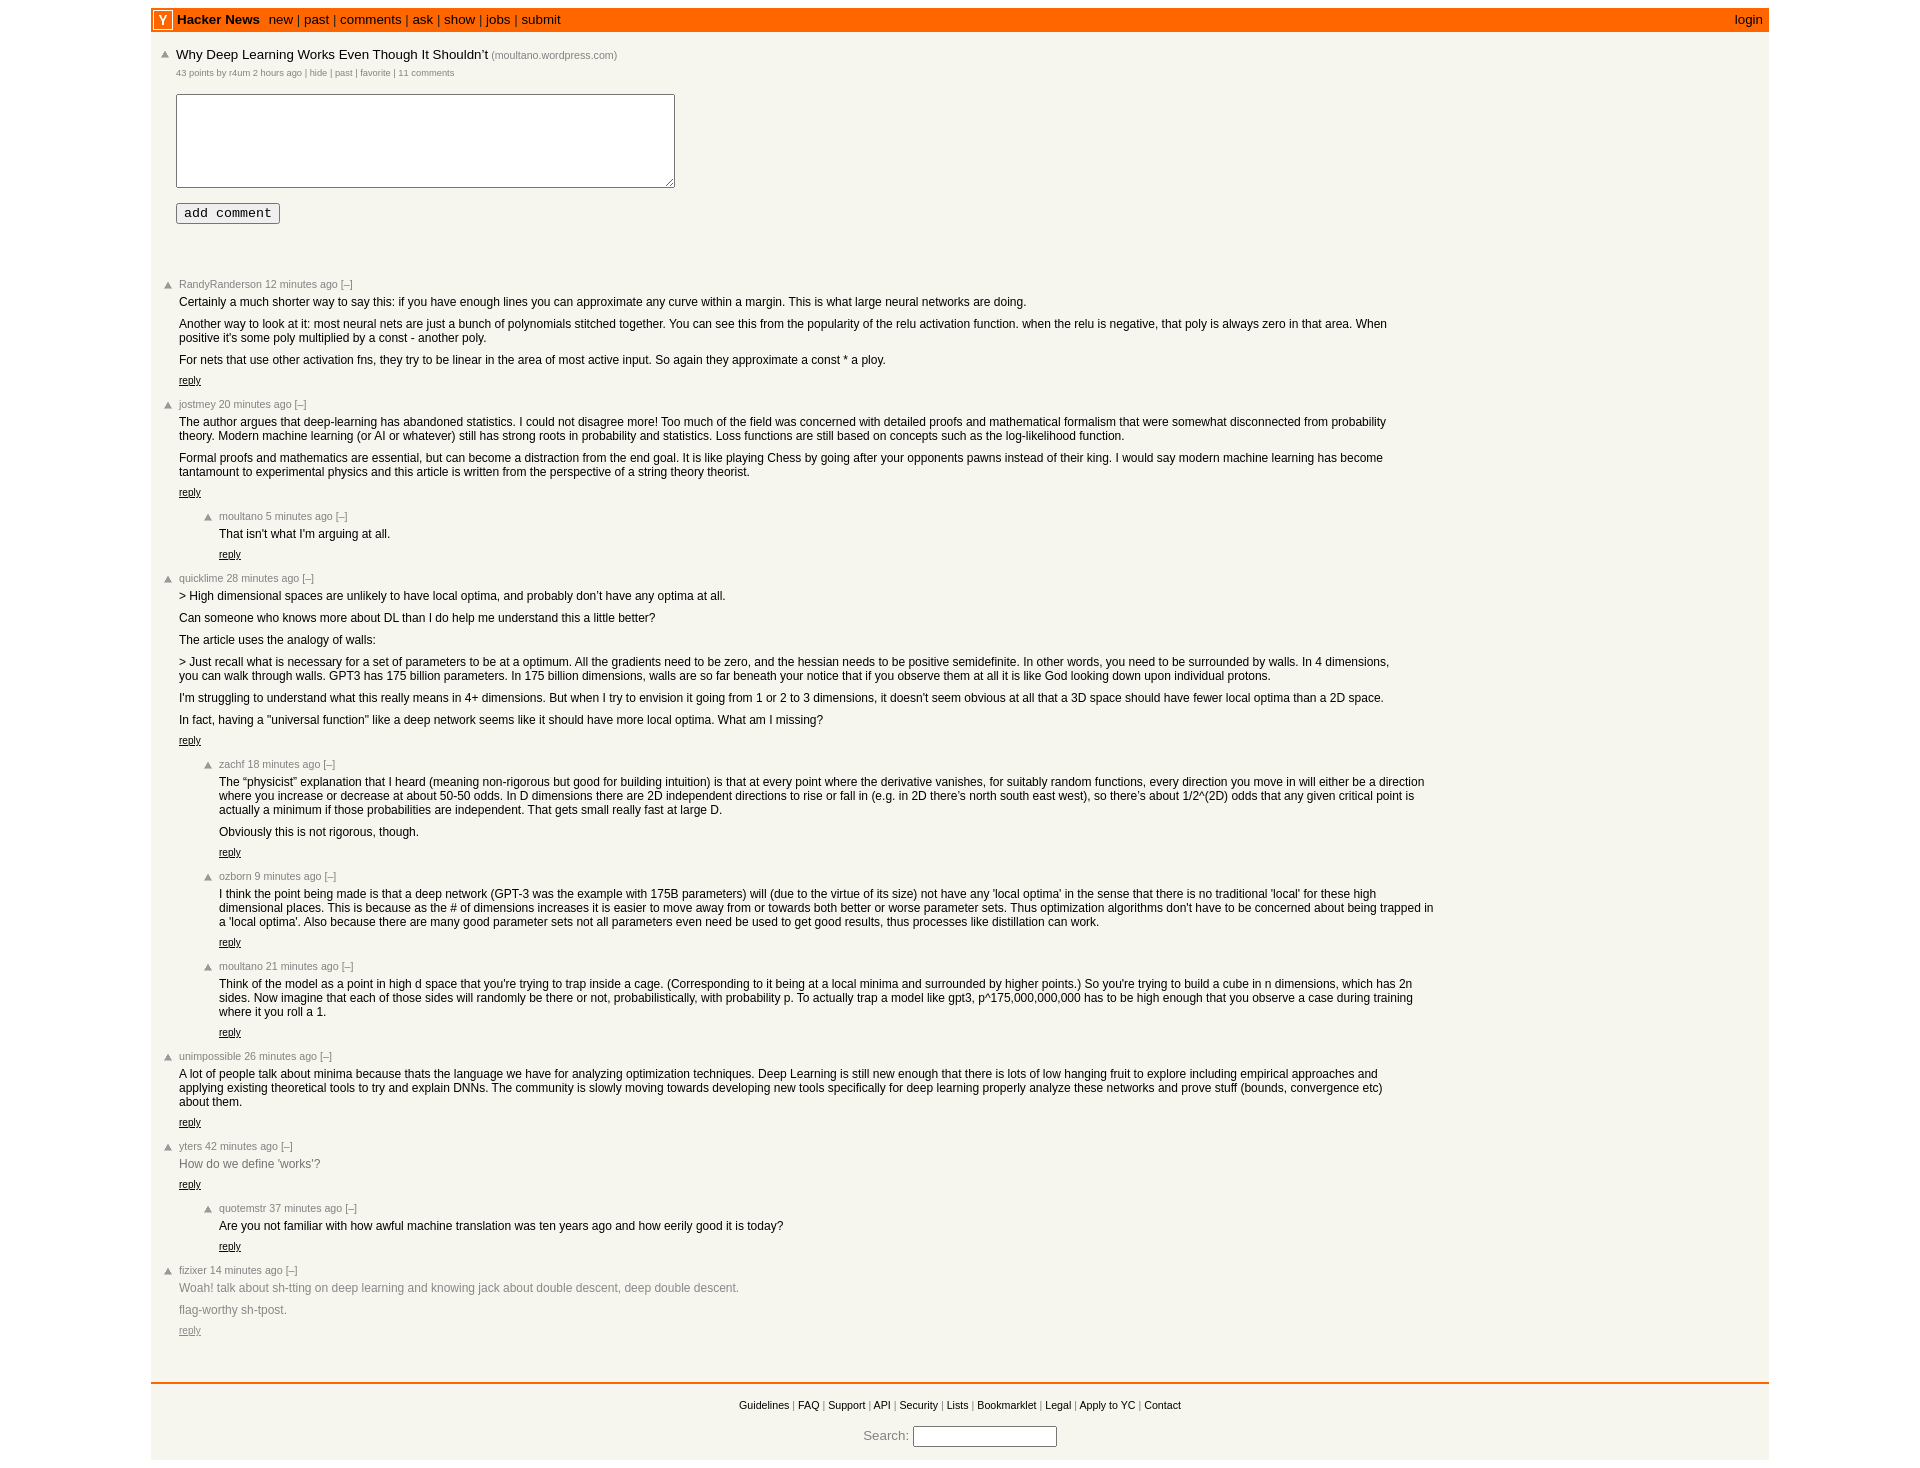 Y Hacker News new | past | comments | ask | show | jobs | submit login
Why Deep Learning Works Even Though It Shouldn’t (moultano.wordpress.com)
43 points by r4um 2 hours ago | hide | past | favorite | 11 comments
add comment
RandyRanderson 12 minutes ago [–]
Certainly a much shorter way to say this: if you have enough lines you can approximate any curve within a margin. This is what large neural networks are doing.
Another way to look at it: most neural nets are just a bunch of polynomials stitched together. You can see this from the popularity of the relu activation function. when the relu is negative, that poly is always zero in that area. When
positive it's some poly multiplied by a const - another poly.
For nets that use other activation fns, they try to be linear in the area of most active input. So again they approximate a const * a ploy.
reply
jostmey 20 minutes ago [–]
The author argues that deep-learning has abandoned statistics. I could not disagree more! Too much of the field was concerned with detailed proofs and mathematical formalism that were somewhat disconnected from probability
theory. Modern machine learning (or AI or whatever) still has strong roots in probability and statistics. Loss functions are still based on concepts such as the log-likelihood function.
Formal proofs and mathematics are essential, but can become a distraction from the end goal. It is like playing Chess by going after your opponents pawns instead of their king. I would say modern machine learning has become
tantamount to experimental physics and this article is written from the perspective of a string theory theorist.
reply
moultano 5 minutes ago [–]
That isn't what I'm arguing at all.
reply
quicklime 28 minutes ago [–]
> High dimensional spaces are unlikely to have local optima, and probably don’t have any optima at all.
Can someone who knows more about DL than I do help me understand this a little better?
The article uses the analogy of walls:
> Just recall what is necessary for a set of parameters to be at a optimum. All the gradients need to be zero, and the hessian needs to be positive semidefinite. In other words, you need to be surrounded by walls. In 4 dimensions,
you can walk through walls. GPT3 has 175 billion parameters. In 175 billion dimensions, walls are so far beneath your notice that if you observe them at all it is like God looking down upon individual protons.
I'm struggling to understand what this really means in 4+ dimensions. But when I try to envision it going from 1 or 2 to 3 dimensions, it doesn't seem obvious at all that a 3D space should have fewer local optima than a 2D space.
In fact, having a "universal function" like a deep network seems like it should have more local optima. What am I missing?
reply
zachf 18 minutes ago [–]
The “physicist” explanation that I heard (meaning non-rigorous but good for building intuition) is that at every point where the derivative vanishes, for suitably random functions, every direction you move in will either be a direction
where you increase or decrease at about 50-50 odds. In D dimensions there are 2D independent directions to rise or fall in (e.g. in 2D there’s north south east west), so there’s about 1/2^(2D) odds that any given critical point is
actually a minimum if those probabilities are independent. That gets small really fast at large D.
Obviously this is not rigorous, though.
reply
ozborn 9 minutes ago [–]
I think the point being made is that a deep network (GPT-3 was the example with 175B parameters) will (due to the virtue of its size) not have any 'local optima' in the sense that there is no traditional 'local' for these high
dimensional places. This is because as the # of dimensions increases it is easier to move away from or towards both better or worse parameter sets. Thus optimization algorithms don't have to be concerned about being trapped in
a 'local optima'. Also because there are many good parameter sets not all parameters even need be used to get good results, thus processes like distillation can work.
reply
moultano 21 minutes ago [–]
Think of the model as a point in high d space that you're trying to trap inside a cage. (Corresponding to it being at a local minima and surrounded by higher points.) So you're trying to build a cube in n dimensions, which has 2n
sides. Now imagine that each of those sides will randomly be there or not, probabilistically, with probability p. To actually trap a model like gpt3, p^175,000,000,000 has to be high enough that you observe a case during training
where it you roll a 1.
reply
unimpossible 26 minutes ago [–]
A lot of people talk about minima because thats the language we have for analyzing optimization techniques. Deep Learning is still new enough that there is lots of low hanging fruit to explore including empirical approaches and
applying existing theoretical tools to try and explain DNNs. The community is slowly moving towards developing new tools specifically for deep learning properly analyze these networks and prove stuff (bounds, convergence etc)
about them.
reply
yters 42 minutes ago [–]
How do we define 'works'?
reply
quotemstr 37 minutes ago [–]
Are you not familiar with how awful machine translation was ten years ago and how eerily good it is today?
reply
fizixer 14 minutes ago [–]
Woah! talk about sh-tting on deep learning and knowing jack about double descent, deep double descent.
flag-worthy sh-tpost.
reply
Guidelines | FAQ | Support | API | Security | Lists | Bookmarklet | Legal | Apply to YC | Contact
Search: